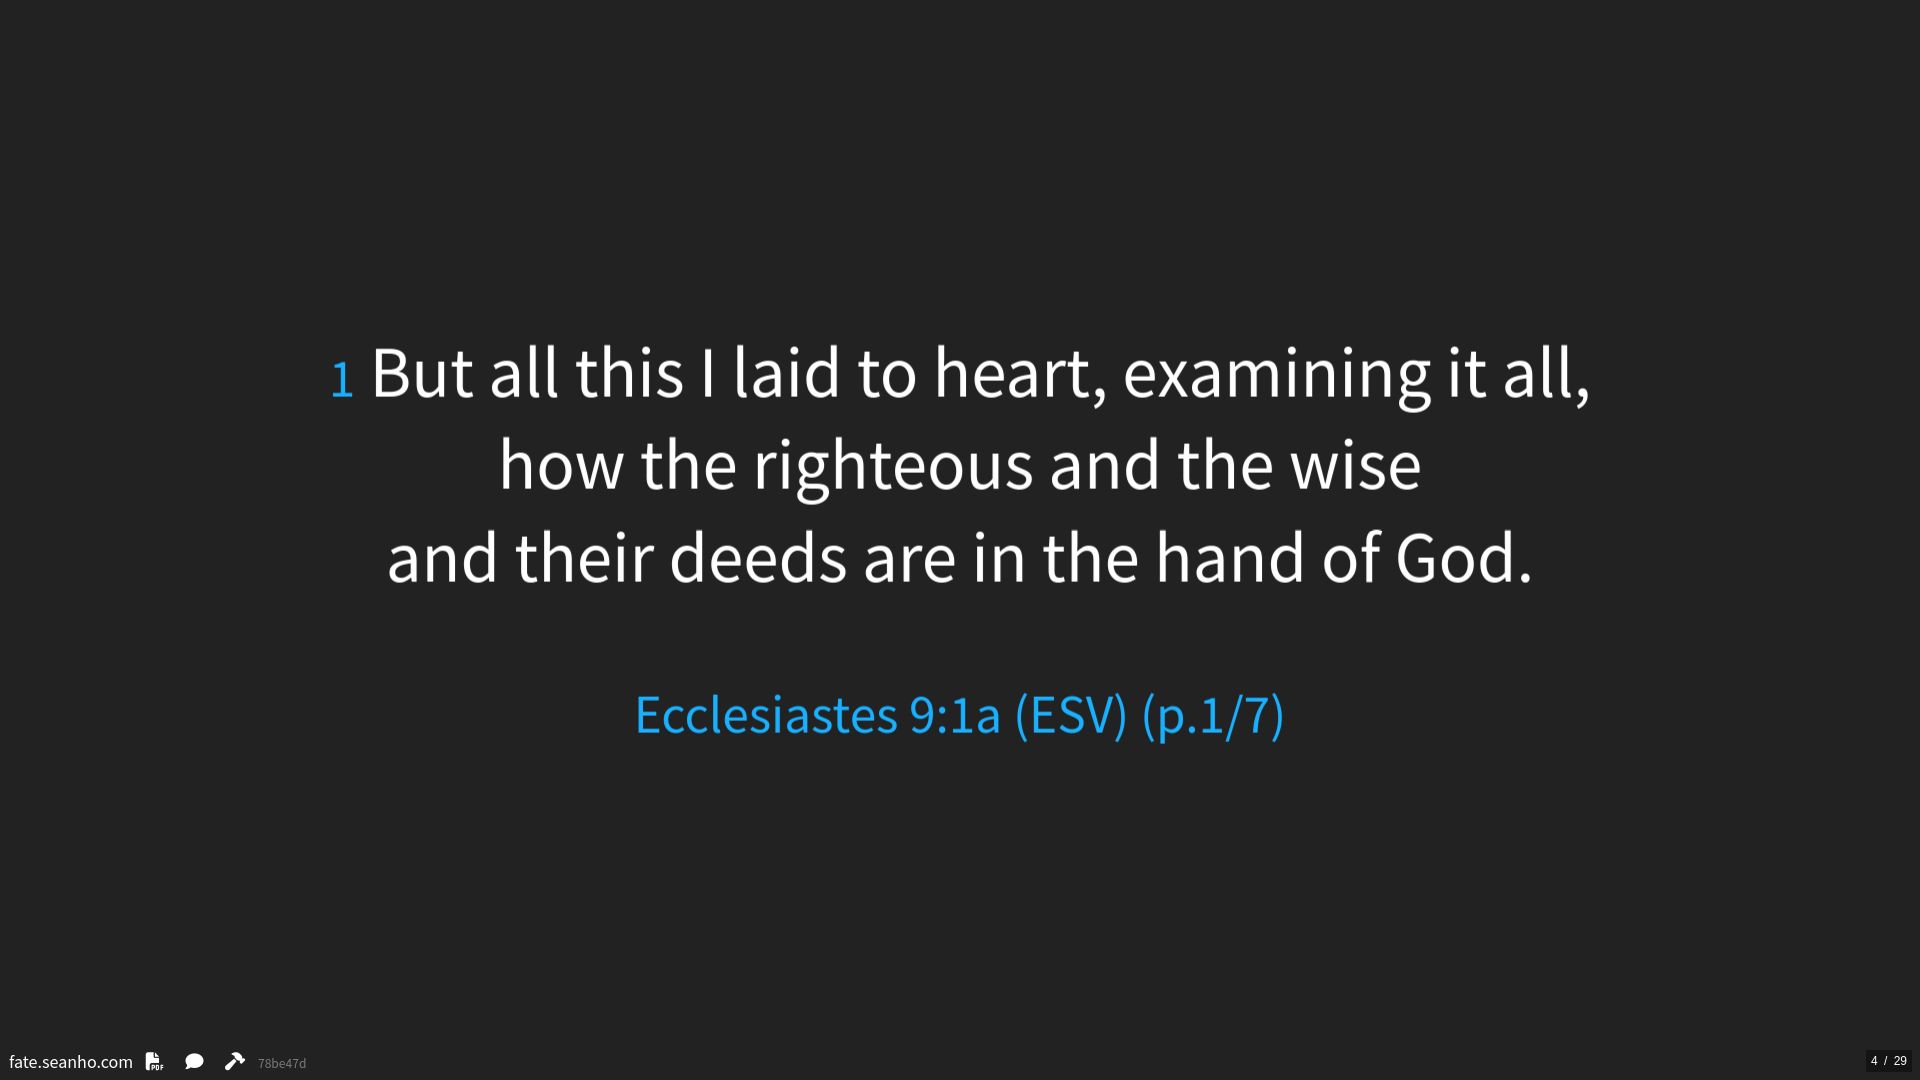 1 But all this I laid to heart, examining it all,
how the righteous and the wise
and their deeds are in the hand of God.
Ecclesiastes 9:1a (ESV) (p.1/7)
fate.seanho.com PDF 78be47d
4 / 29